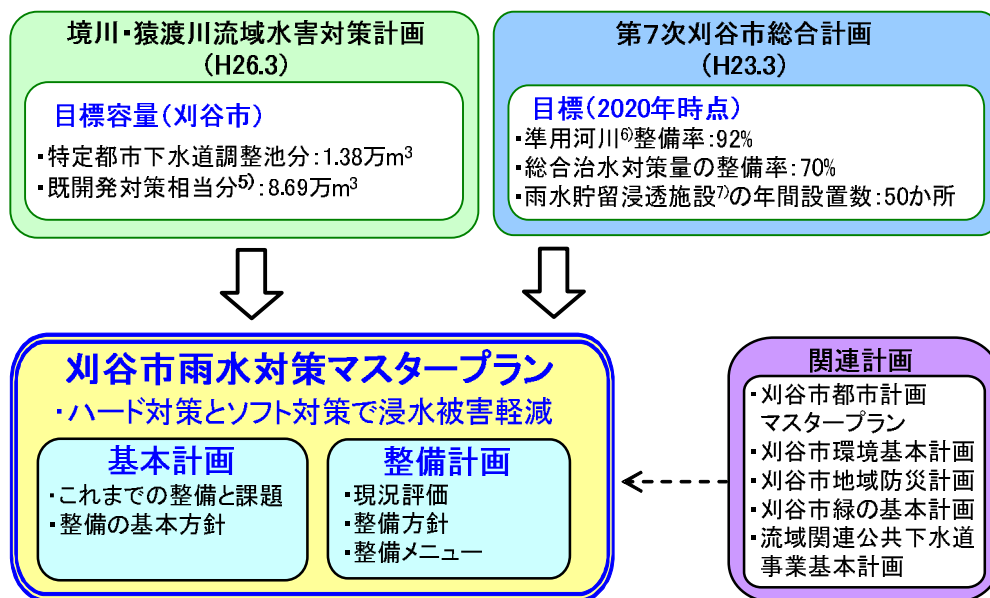 境川・猿渡川流域水害対策計画
(H26.3)
目標容量(刈谷市)
・特定都市下水道調整池分:1.38万m³
・既開発対策相当分⁵⁾:8.69万m³
第7次刈谷市総合計画
(H23.3)
目標(2020年時点)
・準用河川⁶⁾整備率:92%
・総合治水対策量の整備率:70%
・雨水貯留浸透施設⁷⁾の年間設置数:50か所
刈谷市雨水対策マスタープラン
・ハード対策とソフト対策で浸水被害軽減
基本計画
・これまでの整備と課題
・整備の基本方針
整備計画
・現況評価
・整備方針
・整備メニュー
関連計画
・刈谷市都市計画
マスタープラン
・刈谷市環境基本計画
・刈谷市地域防災計画
・刈谷市緑の基本計画
・流域関連公共下水道
事業基本計画